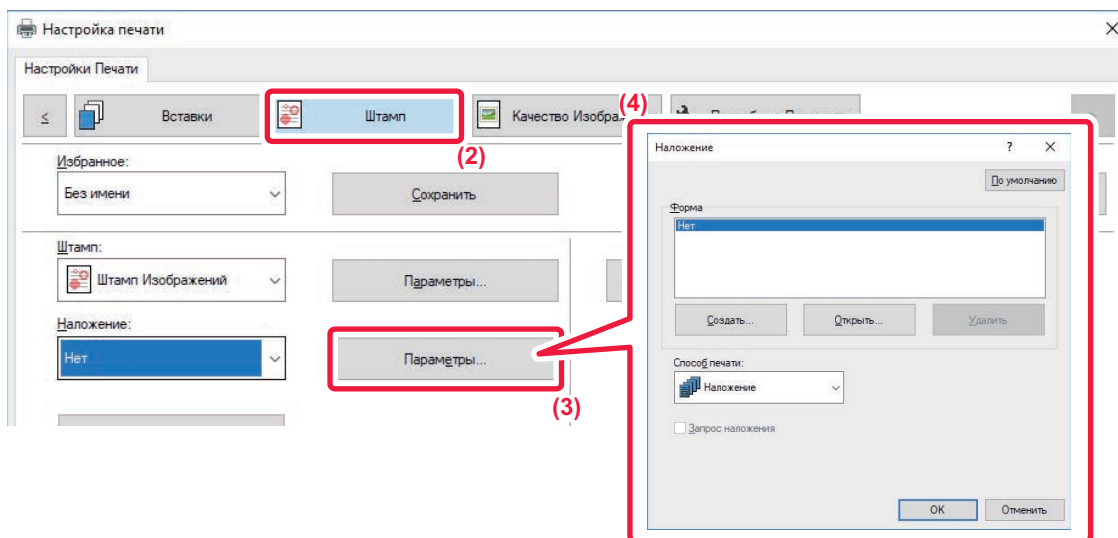 Настройка печати
Настройки Печати
≤
Вставки
Штамп
Качество
(4)
(2)
Избранное:
Без имени
Сохранить
Штамп:
Штамп Изображений
Параметры...
Наложение:
Нет
Параметры...
(3)
Наложение
?
По умолчанию
Форма
Нет
Создать...
Открыть...
Удалить
Способ печати:
Наложение
Запрос наложения
OK
Отменить